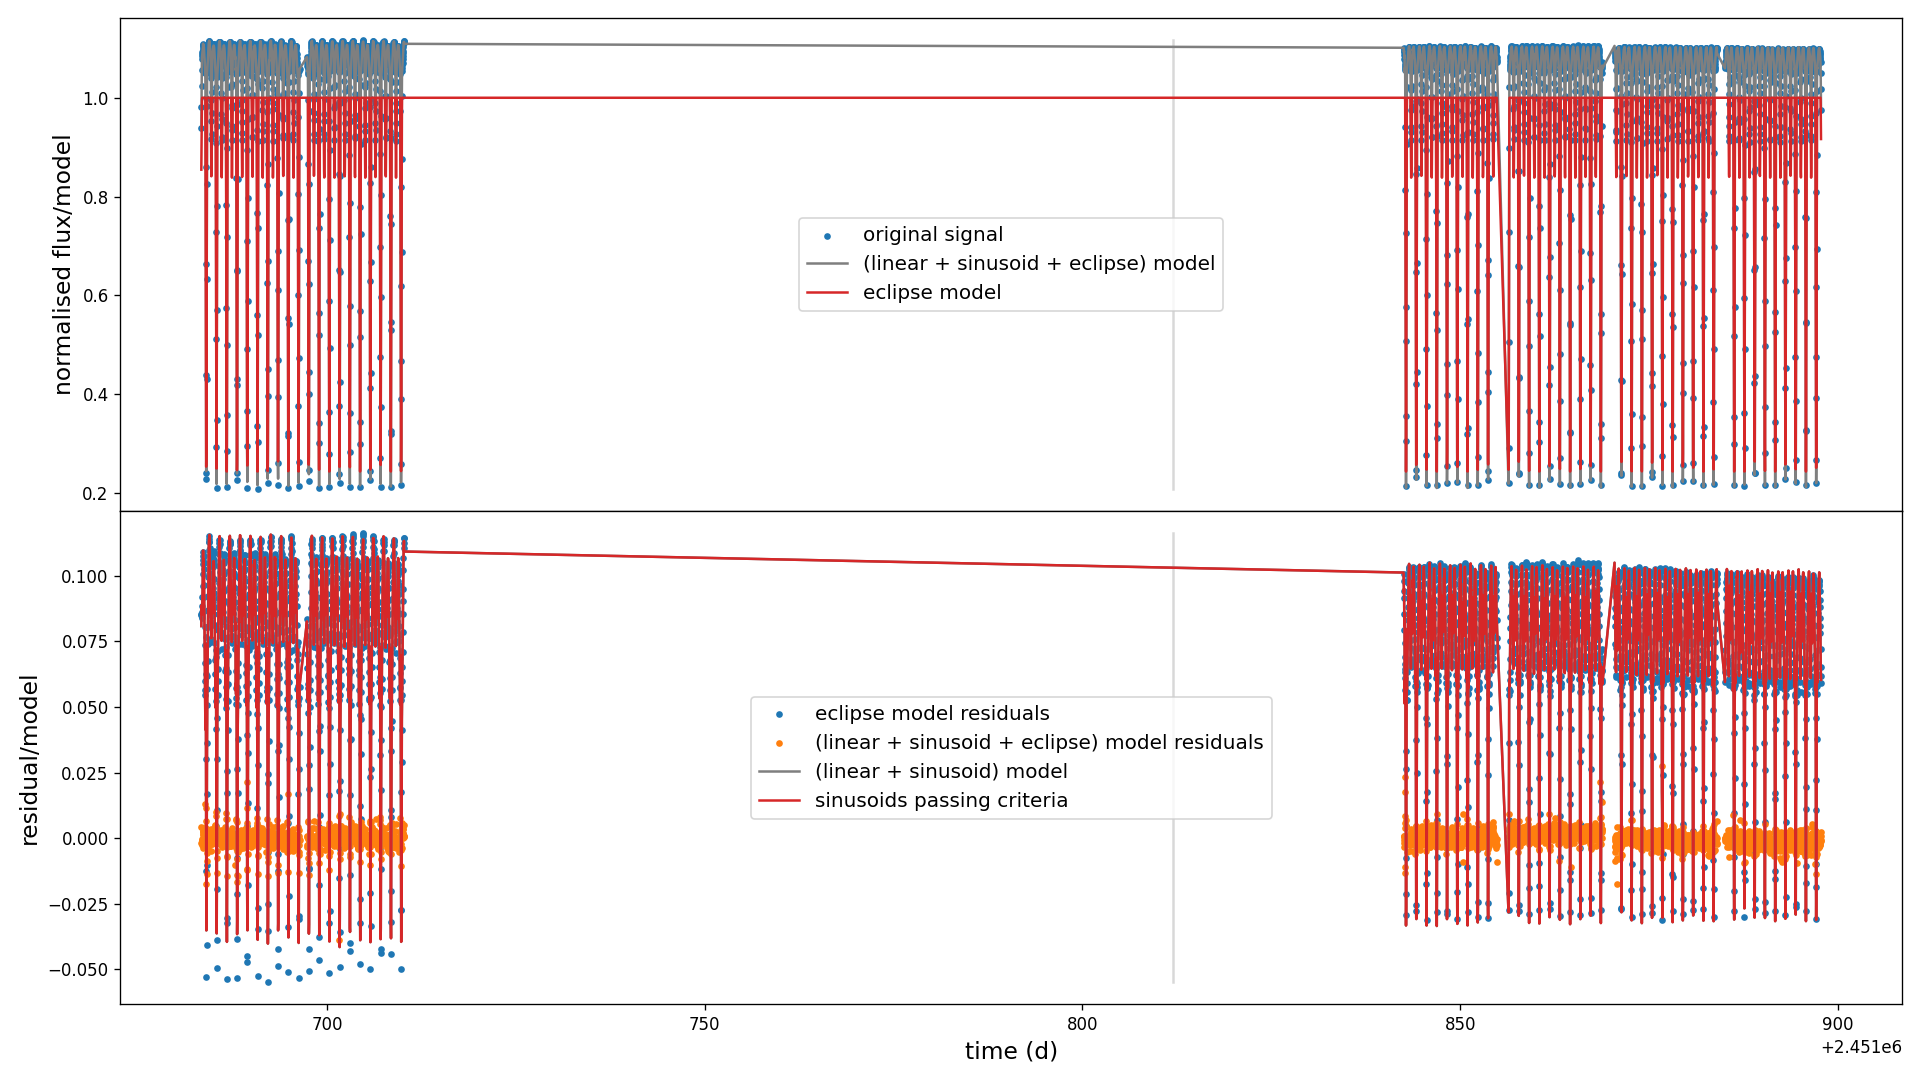 normalised flux/model
1.0
0.8
0.6
0.4
0.2
original signal
(linear + sinusoid + eclipse) model
eclipse model
residual/model
0.100
0.075
0.050
0.025
0.000
−0.025
−0.050
eclipse model residuals
(linear + sinusoid + eclipse) model residuals
(linear + sinusoid) model
sinusoids passing criteria
700
750
800
850
900
time (d)
+2.451e6